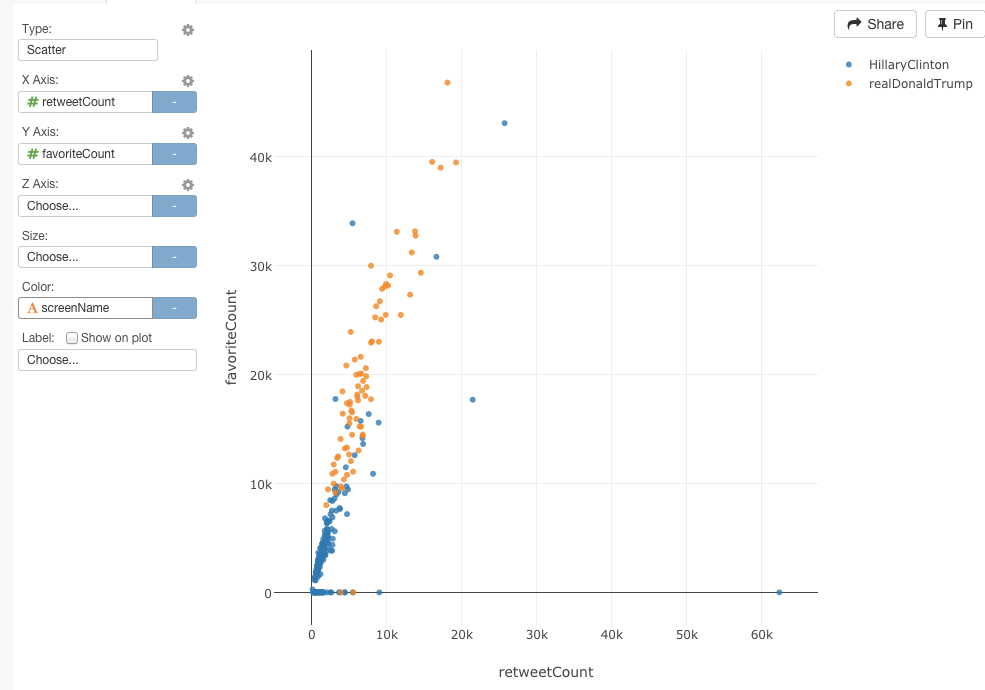 Type:
Scatter
X Axis:
# retweetCount -
Y Axis:
# favoriteCount -
Z Axis:
Choose... -
Size:
Choose... -
Color:
A screenName -
Label: Show on plot
Choose...
Share Pin
HillaryClinton
realDonaldTrump
favoriteCount
40k
30k
20k
10k
0
0 10k 20k 30k 40k 50k 60k
retweetCount